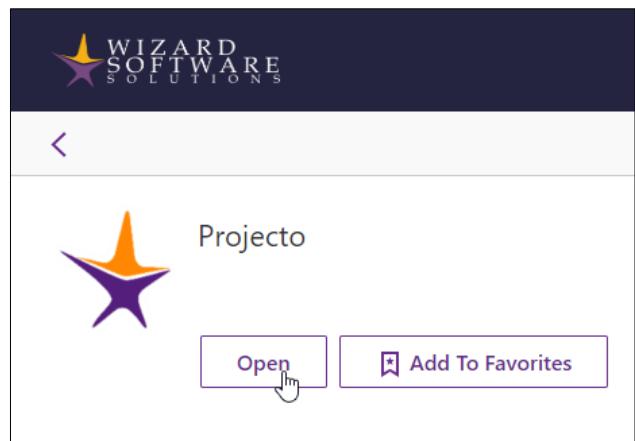 WIZARD
SOFTWARE
SOLUTIONS
Projecto
Open
Add To Favorites